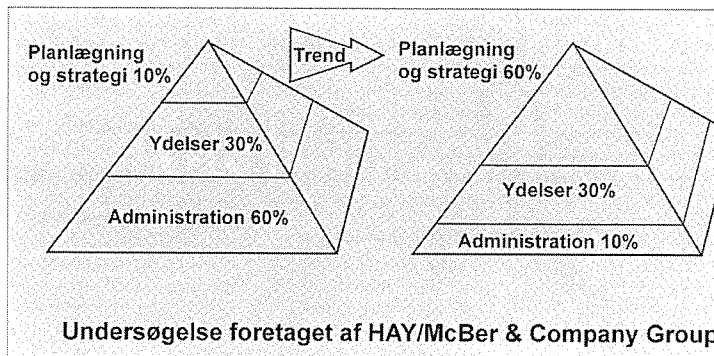 Planlægning
og strategi 10%
Ydelser 30%
Administration 60%
Trend
Planlægning
og strategi 60%
Ydelser 30%
Administration 10%
Undersøgelse foretaget af HAY/McBer & Company Group